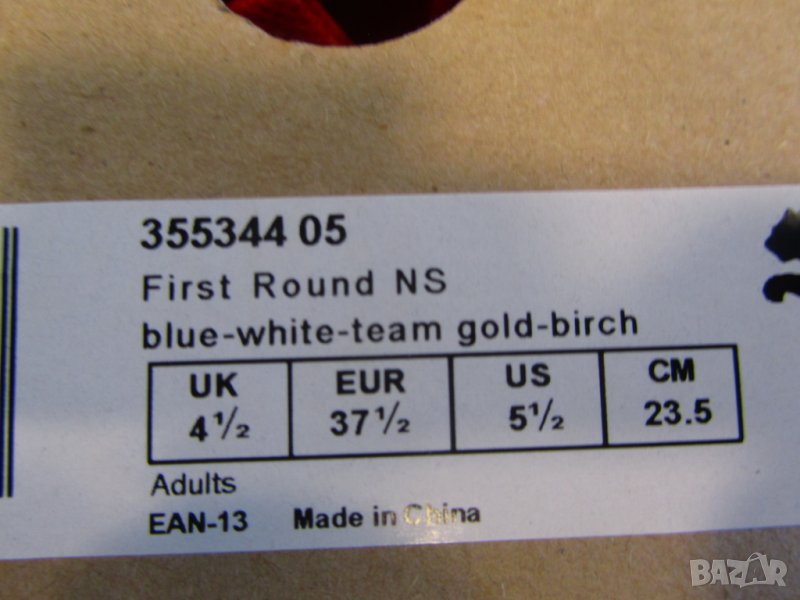 355344 05
First Round NS
blue-white-team gold-birch
UK EUR US CM
4½ 37½ 5½ 23.5
Adults
EAN-13 Made in China
BAZAR